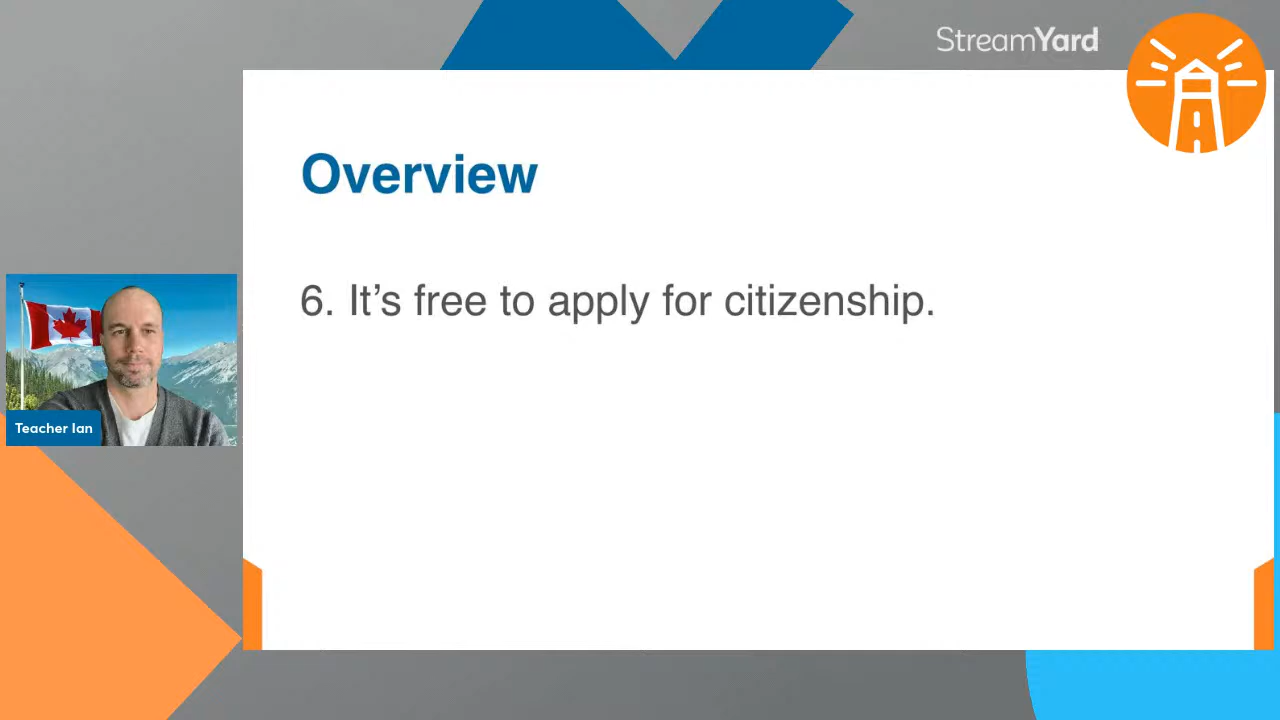 StreamYard
Overview
6. It’s free to apply for citizenship.
Teacher Ian